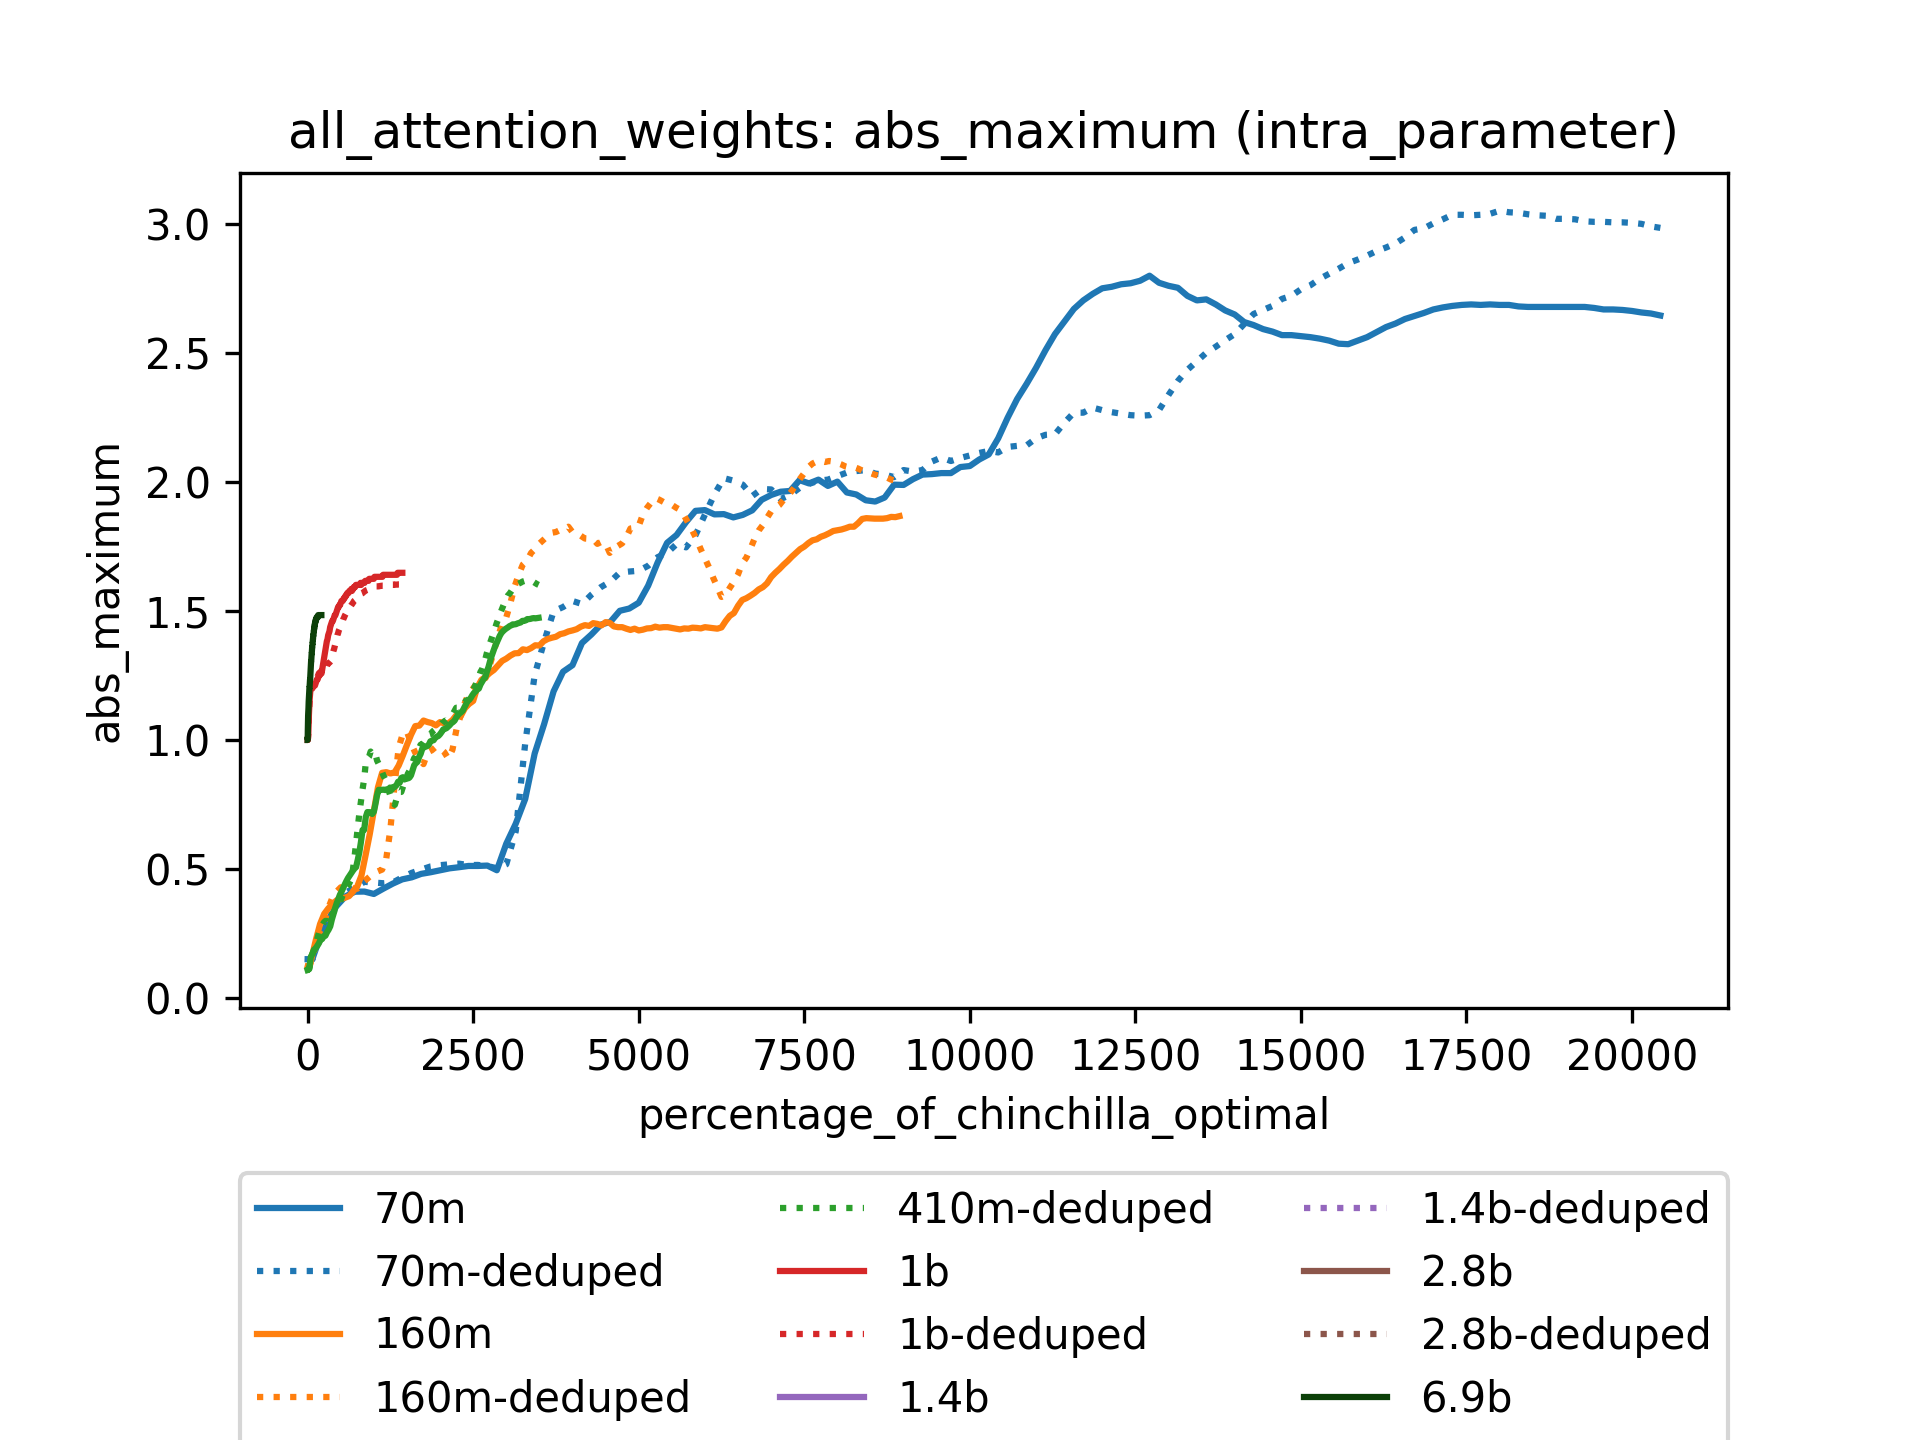 all_attention_weights: abs_maximum (intra_parameter)
3.0
2.5
2.0
1.5
1.0
0.5
0.0
abs_maximum
0 2500 5000 7500 10000 12500 15000 17500 20000
percentage_of_chinchilla_optimal
70m 410m-deduped 1.4b-deduped
70m-deduped 1b 2.8b
160m 1b-deduped 2.8b-deduped
160m-deduped 1.4b 6.9b